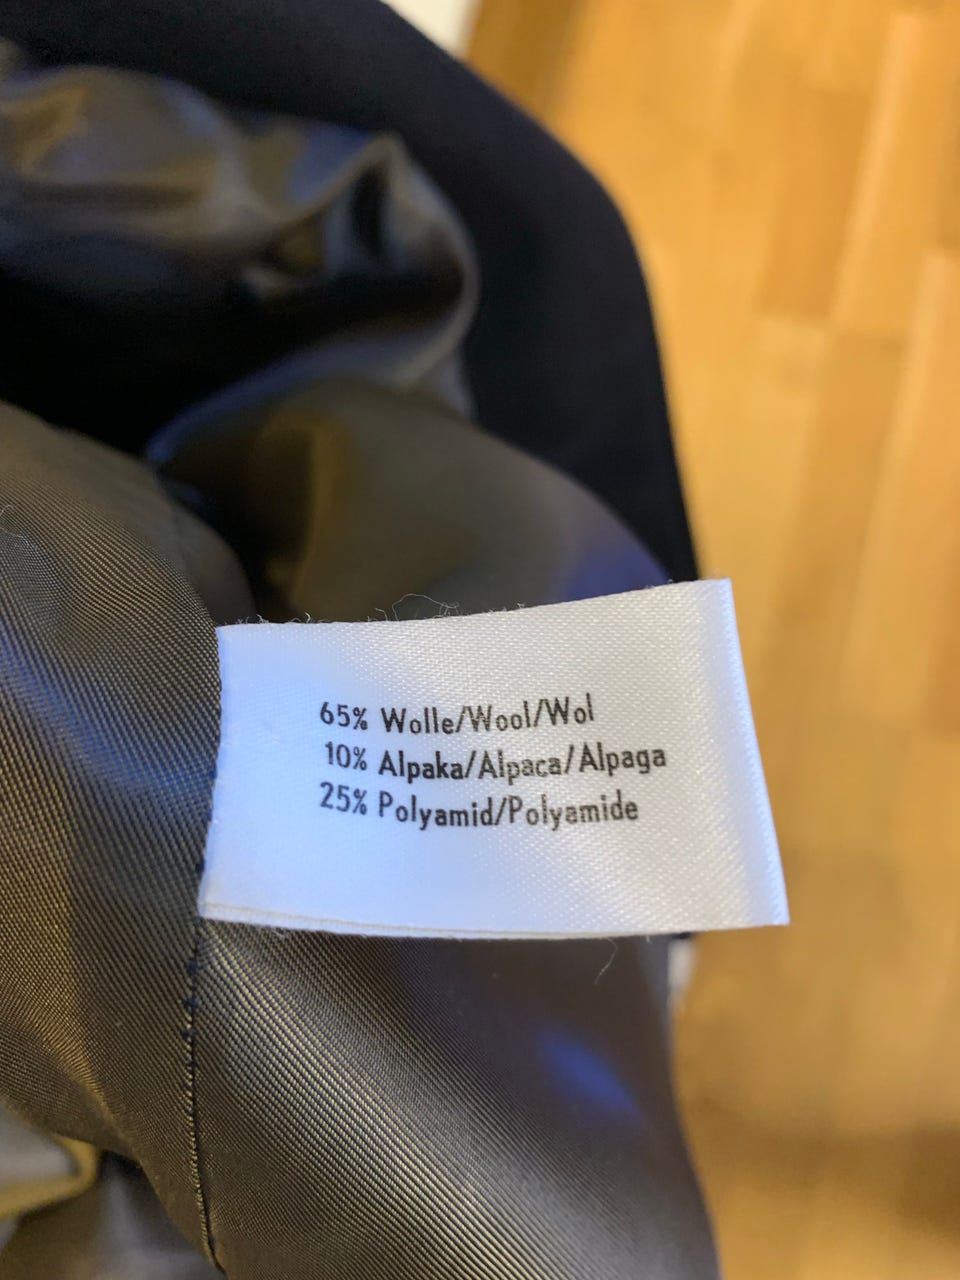 65% Wolle/Wool/Wol
10% Alpaka/Alpaca/Alpaga
25% Polyamid/Polyamide